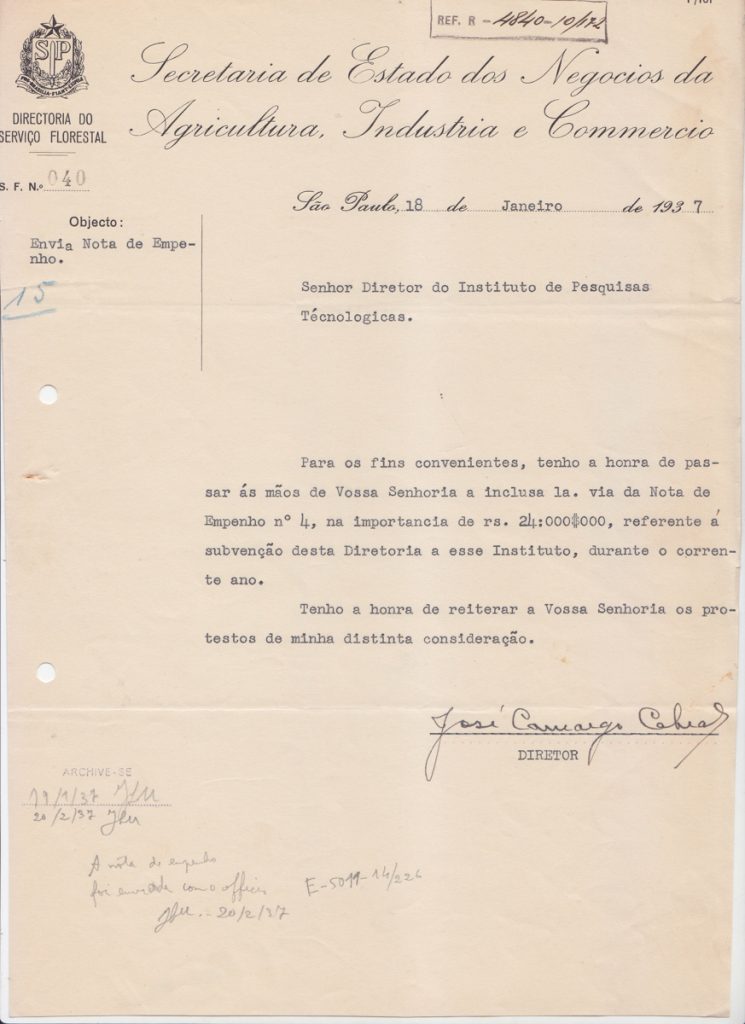 REF. R - 4840-10/172
Secretaria de Estado dos Negocios da
Agricultura, Industria e Commercio
DIRECTORIA DO
SERVIÇO FLORESTAL
S. F. N.º 040
São Paulo, 18 de Janeiro de 1937
Objecto:
Envia Nota de Empe-
nho.
15
Senhor Diretor do Instituto de Pesquisas
Técnologicas.
Para os fins convenientes, tenho a honra de pas-
sar ás mãos de Vossa Senhoria a inclusa la. via da Nota de
Empenho nº 4, na importancia de rs. 24:000$000, referente á
subvenção desta Diretoria a esse Instituto, durante o corren-
te ano.
Tenho a honra de reiterar a Vossa Senhoria os pro-
testos de minha distinta consideração.
José Camargo Cabral
DIRETOR
ARCHIVE-SE
19/1/37
20/2/37
A nota de empenho
foi enviada com o officio E-5011-14/226
20/2/37